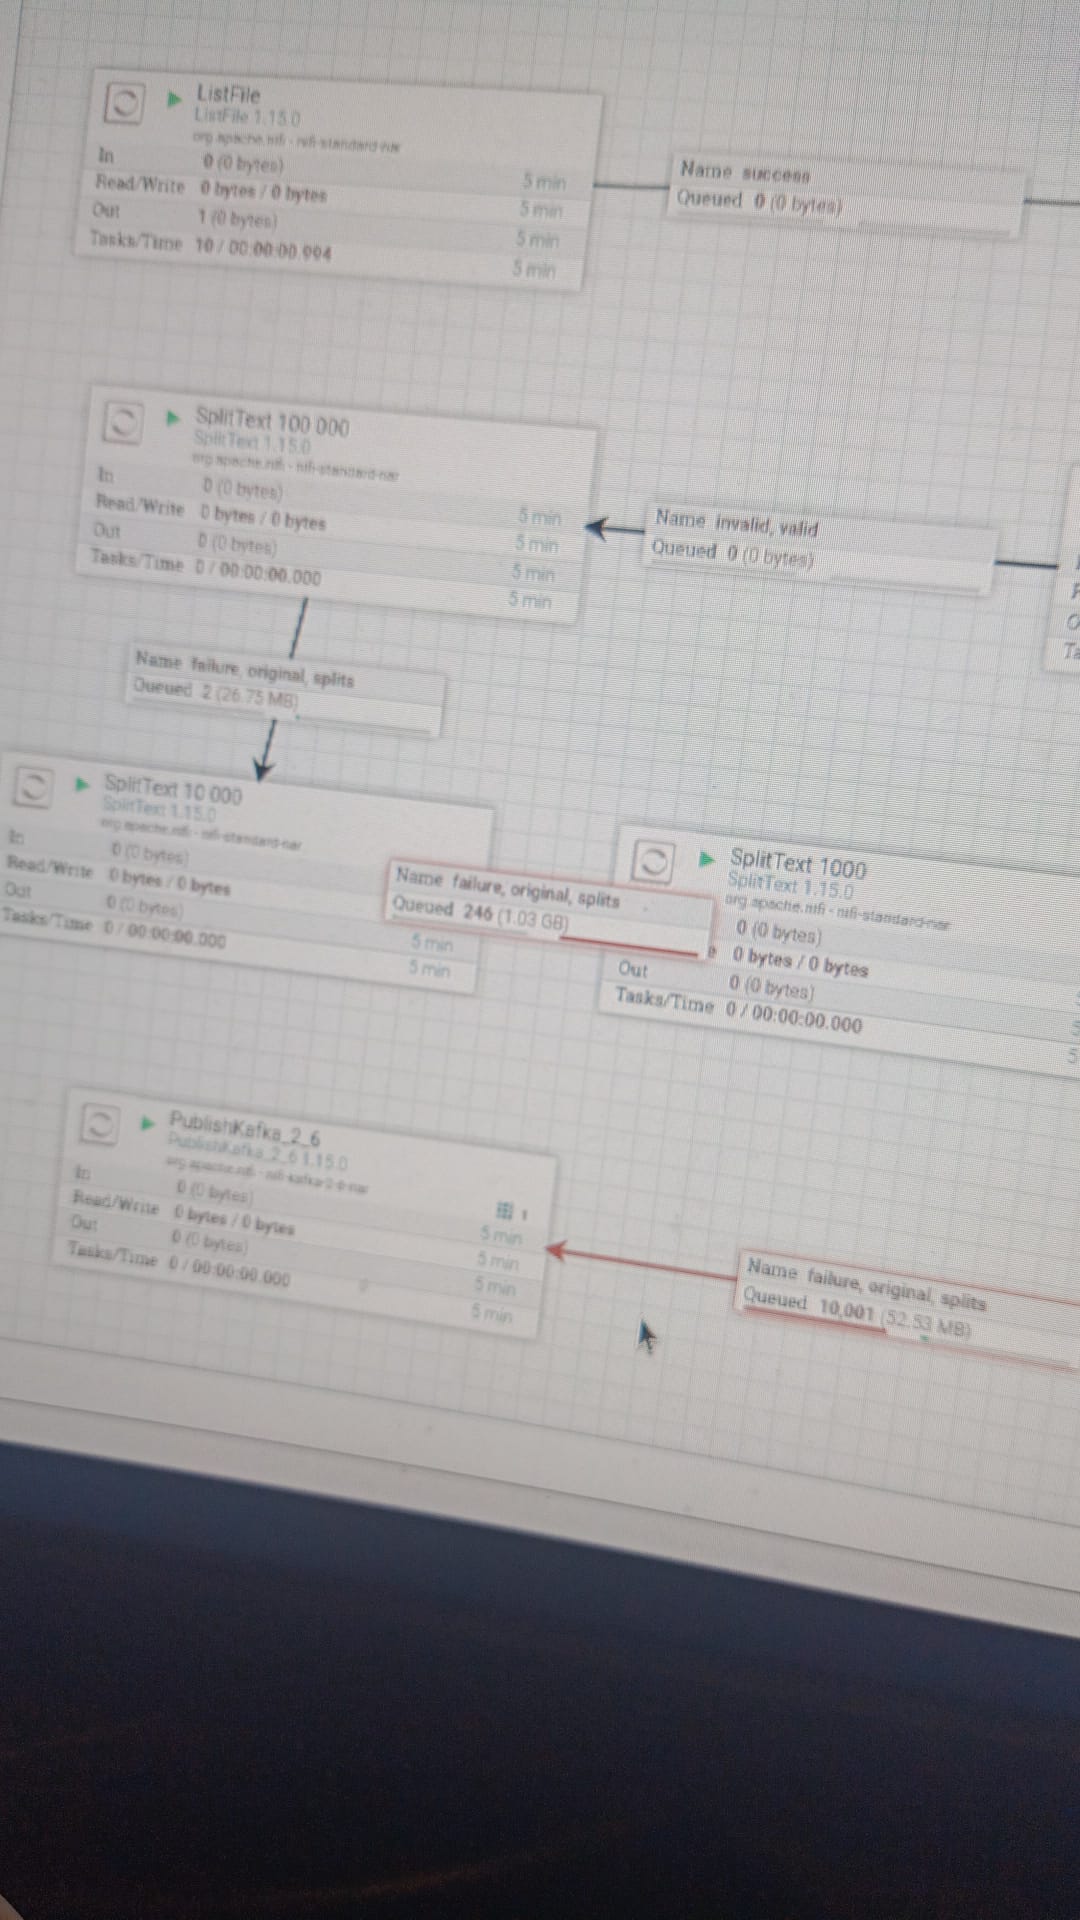 ListFile
ListFile 1.15.0
org.apache.nifi - nifi-standard-nar
In 0 (0 bytes) 5 min
Read/Write 0 bytes / 0 bytes 5 min
Out 1 (0 bytes) 5 min
Tasks/Time 10 / 00:00:00.994 5 min
Name success
Queued 0 (0 bytes)
SplitText 100 000
SplitText 1.15.0
org.apache.nifi - nifi-standard-nar
In 0 (0 bytes) 5 min
Read/Write 0 bytes / 0 bytes 5 min
Out 0 (0 bytes) 5 min
Tasks/Time 0 / 00:00:00.000 5 min
Name invalid, valid
Queued 0 (0 bytes)
Ta
Name failure, original, splits
Queued 2 (26.75 MB)
SplitText 10 000
SplitText 1.15.0
org.apache.nifi - nifi-standard-nar
In 0 (0 bytes)
Read/Write 0 bytes / 0 bytes
Out 0 (0 bytes) 5 min
Tasks/Time 0 / 00:00:00.000 5 min
Name failure, original, splits
Queued 246 (1.03 GB)
SplitText 1000
SplitText 1.15.0
org.apache.nifi - nifi-standard-nar
0 (0 bytes)
e 0 bytes / 0 bytes 5
Out 0 (0 bytes) 5
Tasks/Time 0 / 00:00:00.000 5
PublishKafka_2_6
PublishKafka_2_6 1.15.0
org.apache.nifi - nifi-kafka-2-6-nar
1
In 0 (0 bytes) 5 min
Read/Write 0 bytes / 0 bytes 5 min
Out 0 (0 bytes) 5 min
Tasks/Time 0 / 00:00:00.000 5 min
Name failure, original, splits
Queued 10,001 (52.53 MB)